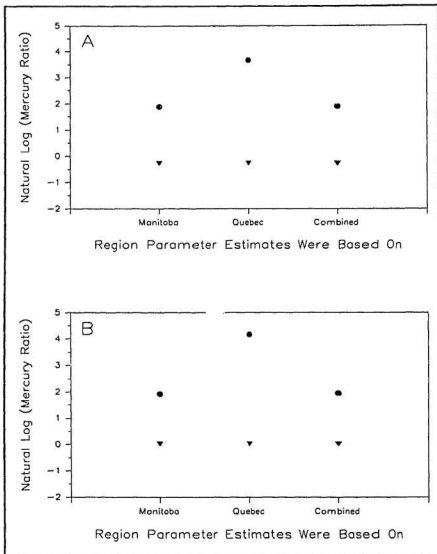 A
Natural Log (Mercury Ratio)
5
4
3
2
1
0
−1
−2
Manitoba Quebec Combined
Region Parameter Estimates Were Based On
B
Natural Log (Mercury Ratio)
5
4
3
2
1
0
−1
−2
Manitoba Quebec Combined
Region Parameter Estimates Were Based On